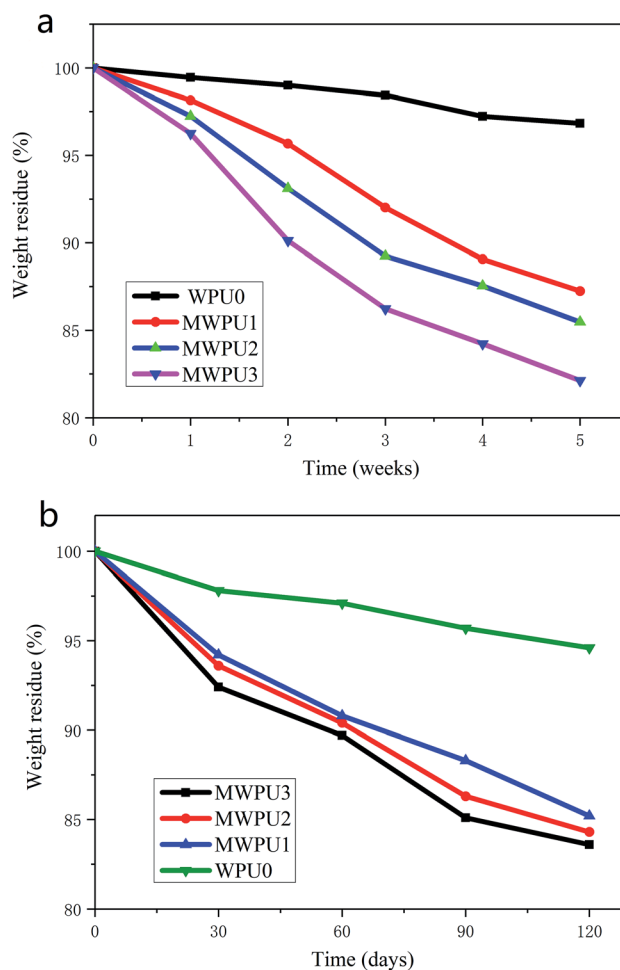 a
100
95
90
85
80
Weight residue (%)
WPU0
MWPU1
MWPU2
MWPU3
0 1 2 3 4 5
Time (weeks)
b
100
95
90
85
80
Weight residue (%)
MWPU3
MWPU2
MWPU1
WPU0
0 30 60 90 120
Time (days)